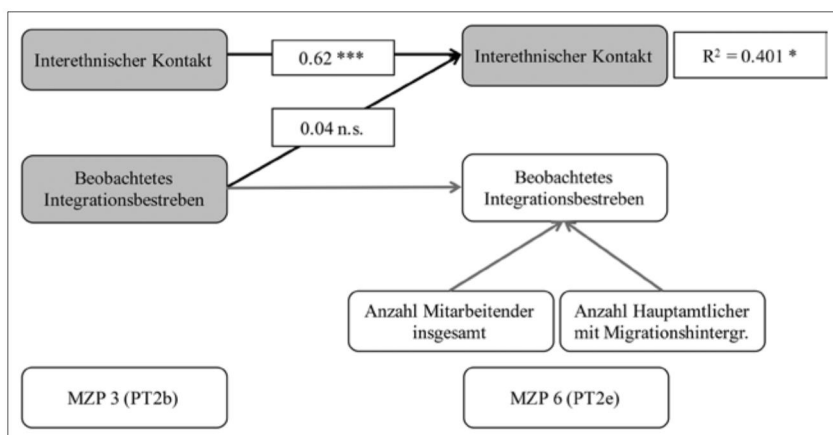 Interethnischer Kontakt
0.62 ***
Interethnischer Kontakt
R² = 0.401 *
0.04 n.s.
Beobachtetes
Integrationsbestreben
Beobachtetes
Integrationsbestreben
Anzahl Mitarbeitender
insgesamt
Anzahl Hauptamtlicher
mit Migrationshintergr.
MZP 3 (PT2b)
MZP 6 (PT2e)